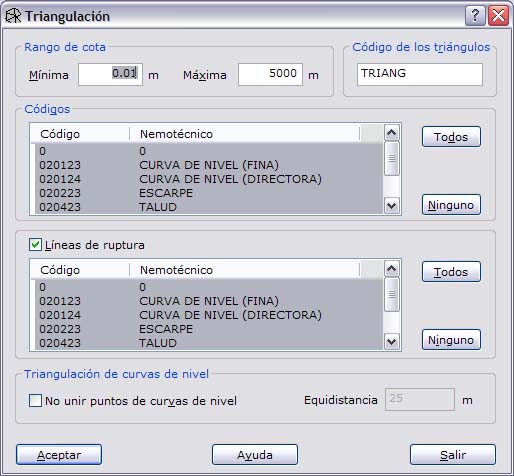 Triangulación
Rango de cota
Mínima 0.01 m Máxima 5000 m
Código de los triángulos
TRIANG
Códigos
Código Nemotécnico
0 0
020123 CURVA DE NIVEL (FINA)
020124 CURVA DE NIVEL (DIRECTORA)
020223 ESCARPE
020423 TALUD
Todos
Ninguno
Líneas de ruptura
Código Nemotécnico
0 0
020123 CURVA DE NIVEL (FINA)
020124 CURVA DE NIVEL (DIRECTORA)
020223 ESCARPE
020423 TALUD
Todos
Ninguno
Triangulación de curvas de nivel
No unir puntos de curvas de nivel Equidistancia 25 m
Aceptar Ayuda Salir